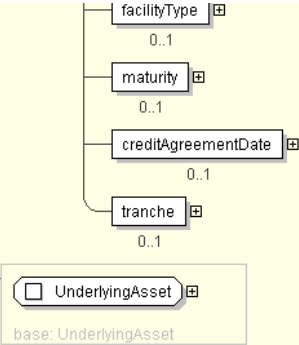 facilityType
0..1
maturity
0..1
creditAgreementDate
0..1
tranche
0..1
UnderlyingAsset
base: UnderlyingAsset